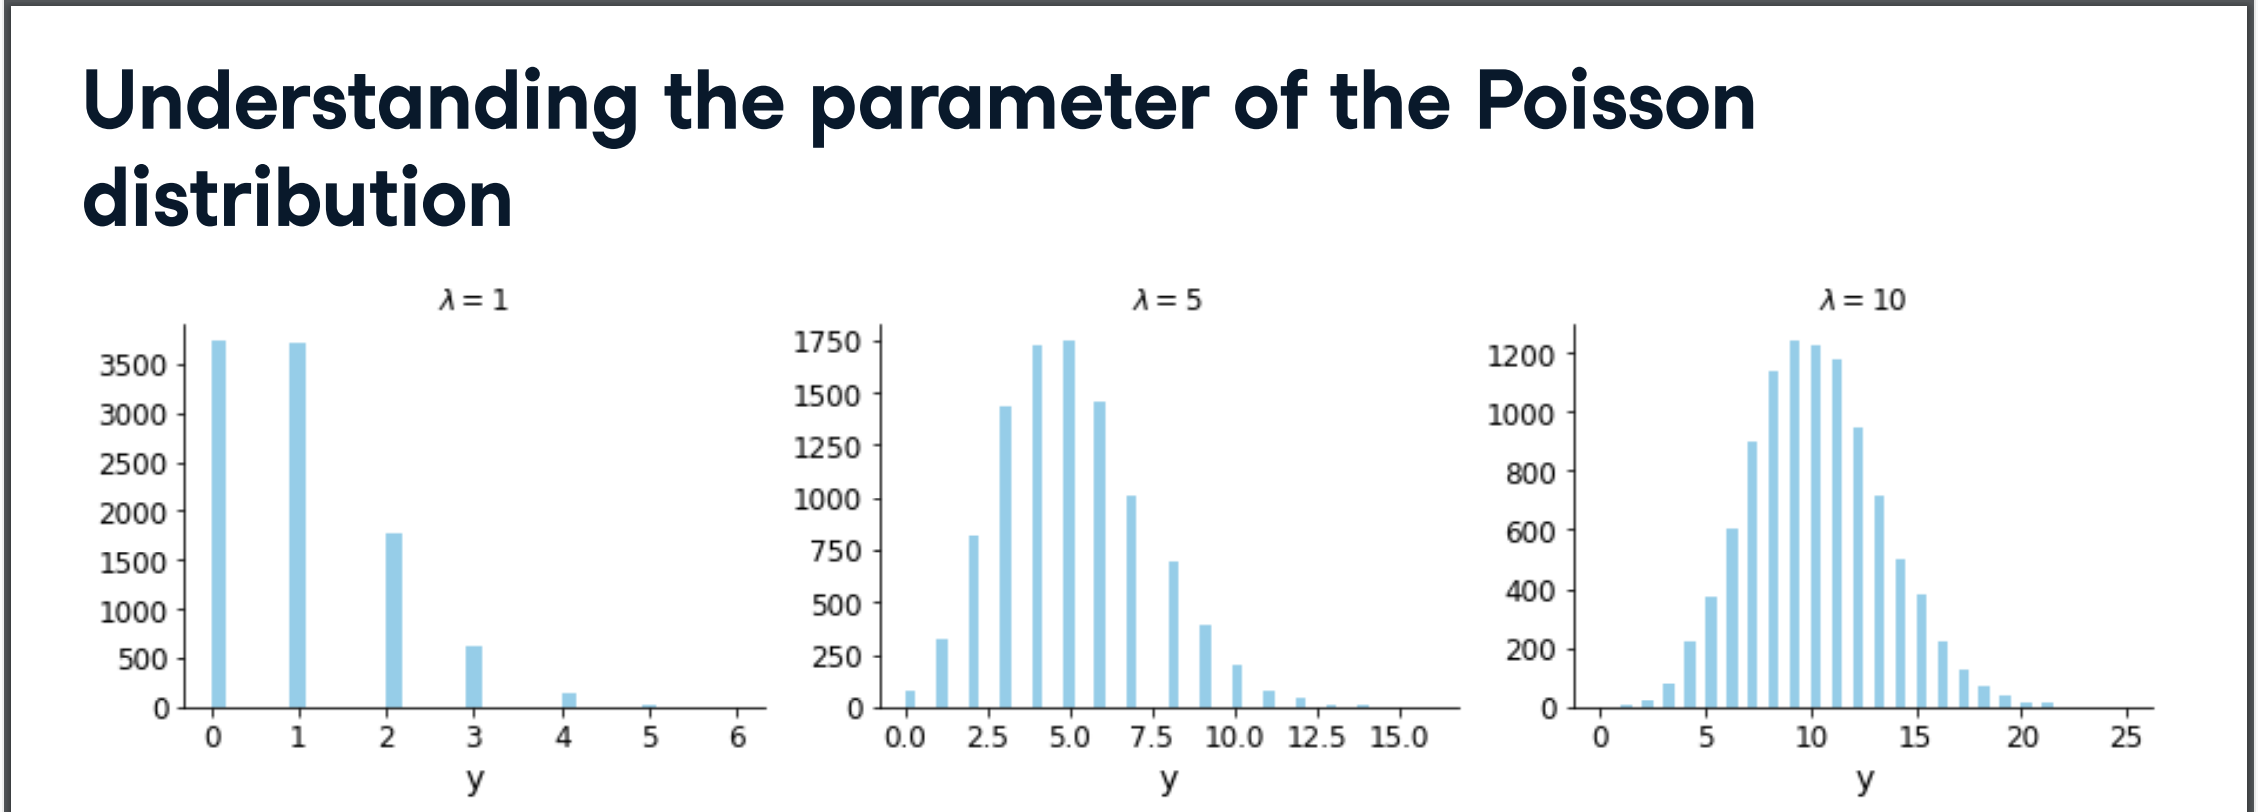 Understanding the parameter of the Poisson
distribution
λ = 1
3500
3000
2500
2000
1500
1000
500
0
0 1 2 3 4 5 6
y
λ = 5
1750
1500
1250
1000
750
500
250
0
0.0 2.5 5.0 7.5 10.0 12.5 15.0
y
λ = 10
1200
1000
800
600
400
200
0
0 5 10 15 20 25
y